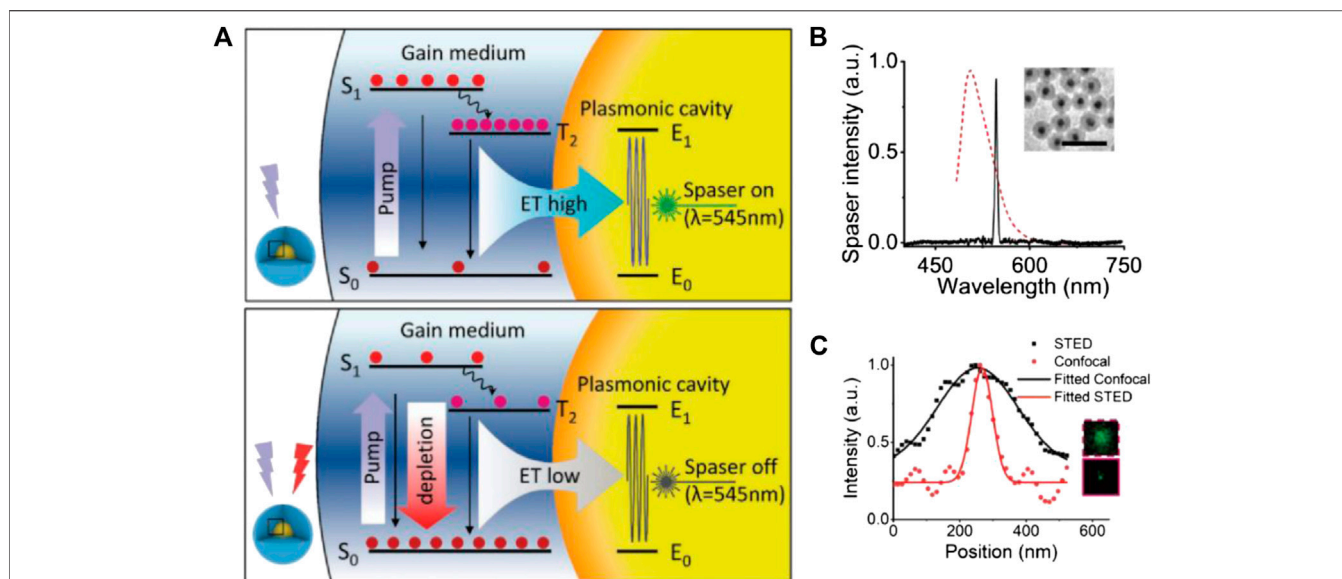 A
Gain medium
S1
T2
S0
Pump
ET high
Plasmonic cavity
E1
E0
Spaser on
(λ=545nm)
Gain medium
S1
T2
S0
Pump
depletion
ET low
Plasmonic cavity
E1
E0
Spaser off
(λ=545nm)
B
Spaser intensity (a.u.)
1.0
0.5
0.0
450
600
750
Wavelength (nm)
C
STED
Confocal
Fitted Confocal
Fitted STED
Intensity (a.u.)
1.0
0.5
0.0
0
200
400
600
Position (nm)